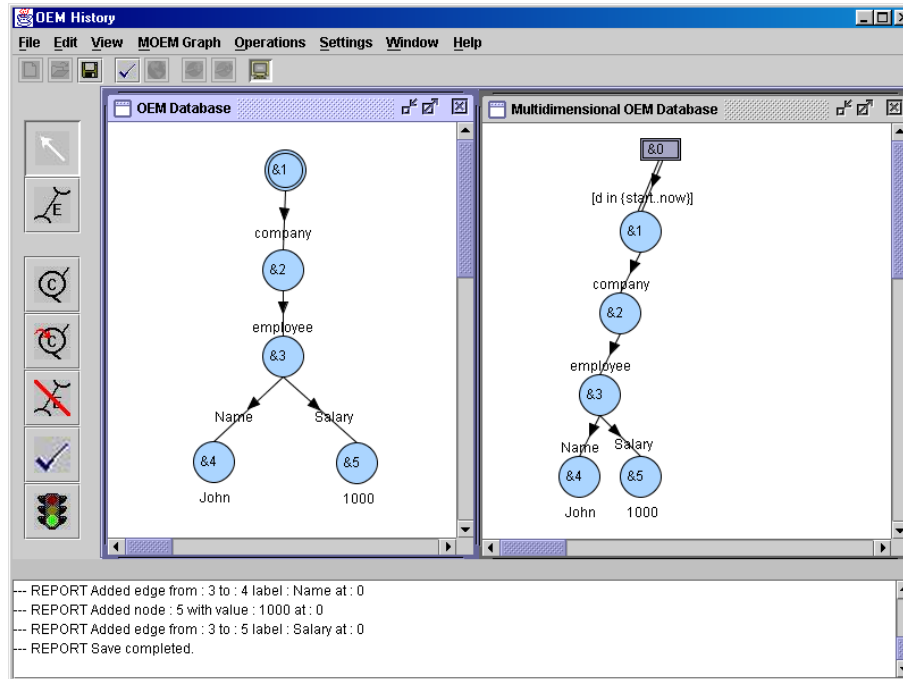 OEM History
File Edit View MOEM Graph Operations Settings Window Help
OEM Database
&1
company
&2
employee
&3
Name Salary
&4 &5
John 1000
Multidimensional OEM Database
&0
[d in {start..now}]
&1
company
&2
employee
&3
Name Salary
&4 &5
John 1000
E
C
C
E
--- REPORT Added edge from : 3 to : 4 label : Name at : 0
--- REPORT Added node : 5 with value : 1000 at : 0
--- REPORT Added edge from : 3 to : 5 label : Salary at : 0
--- REPORT Save completed.